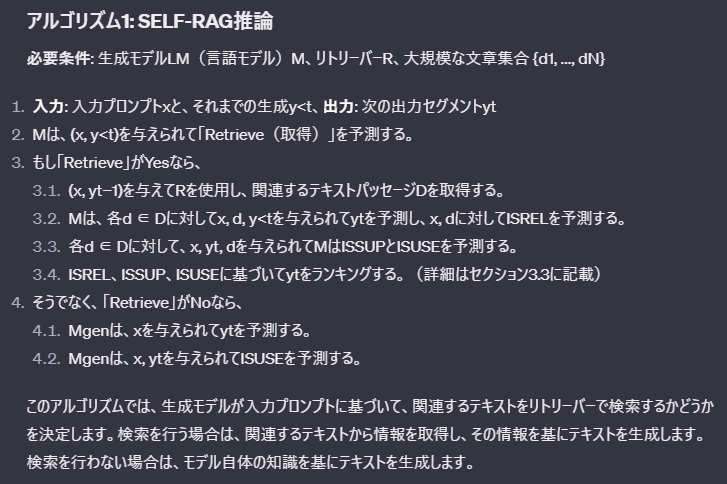 アルゴリズム1: SELF-RAG推論
必要条件: 生成モデルLM（言語モデル）M、リトリーバーR、大規模な文章集合 {d1, ..., dN}
1. 入力: 入力プロンプトxと、それまでの生成y<t、出力: 次の出力セグメントyt
2. Mは、(x, y<t)を与えられて「Retrieve（取得）」を予測する。
3. もし「Retrieve」がYesなら、
3.1. (x, yt−1)を与えてRを使用し、関連するテキストパッセージDを取得する。
3.2. Mは、各d ∈ Dに対してx, d, y<tを与えられてytを予測し、x, dに対してISRELを予測する。
3.3. 各d ∈ Dに対して、x, yt, dを与えられてMはISSUPとISUSEを予測する。
3.4. ISREL、ISSUP、ISUSEに基づいてytをランキングする。（詳細はセクション3.3に記載）
4. そうでなく、「Retrieve」がNoなら、
4.1. Mgenは、xを与えられてytを予測する。
4.2. Mgenは、x, ytを与えられてISUSEを予測する。
このアルゴリズムでは、生成モデルが入力プロンプトに基づいて、関連するテキストをリトリーバーで検索するかどうか
を決定します。検索を行う場合は、関連するテキストから情報を取得し、その情報を基にテキストを生成します。
検索を行わない場合は、モデル自体の知識を基にテキストを生成します。